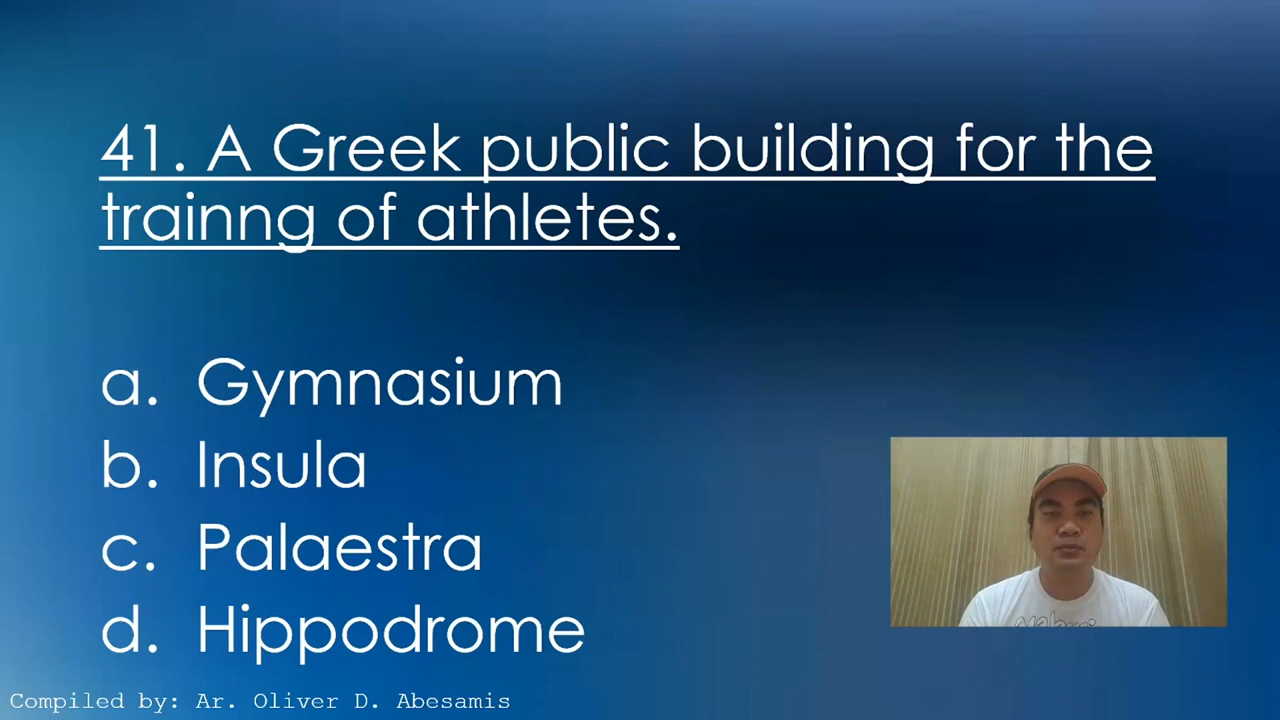 41. A Greek public building for the
trainng of athletes.
a. Gymnasium
b. Insula
c. Palaestra
d. Hippodrome
Compiled by: Ar. Oliver D. Abesamis